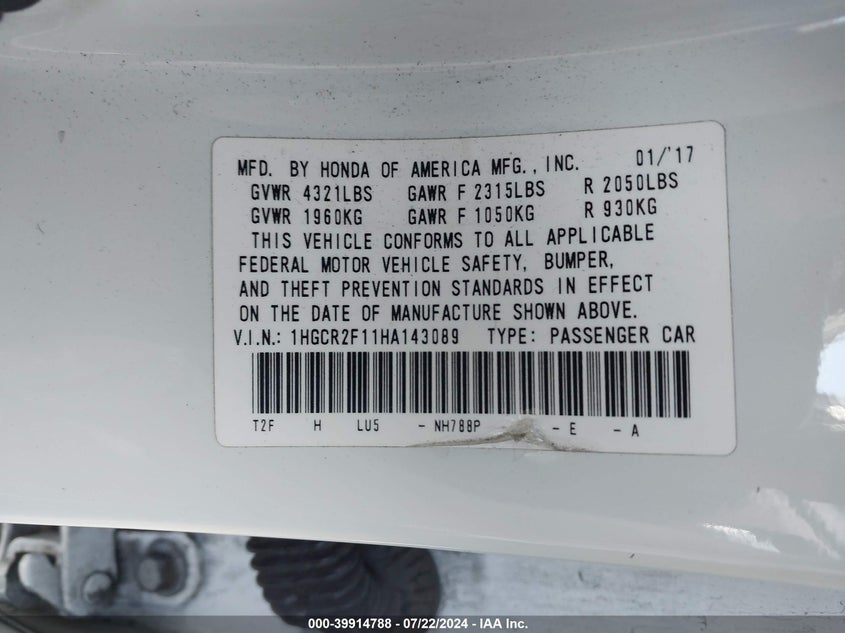 MFD. BY HONDA OF AMERICA MFG., INC. 01/'17
GVWR 4321LBS GAWR F 2315LBS R 2050LBS
GVWR 1960KG GAWR F 1050KG R 930KG
THIS VEHICLE CONFORMS TO ALL APPLICABLE
FEDERAL MOTOR VEHICLE SAFETY, BUMPER,
AND THEFT PREVENTION STANDARDS IN EFFECT
ON THE DATE OF MANUFACTURE SHOWN ABOVE.
V.I.N.: 1HGCR2F11HA143089 TYPE: PASSENGER CAR
T2F H LU5 - NH788P - E - A
000-39914788 - 07/22/2024 - IAA Inc.